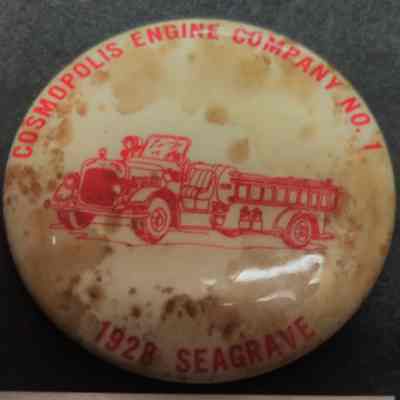 COSMOPOLIS ENGINE COMPANY NO. 1
1928 SEAGRAVE